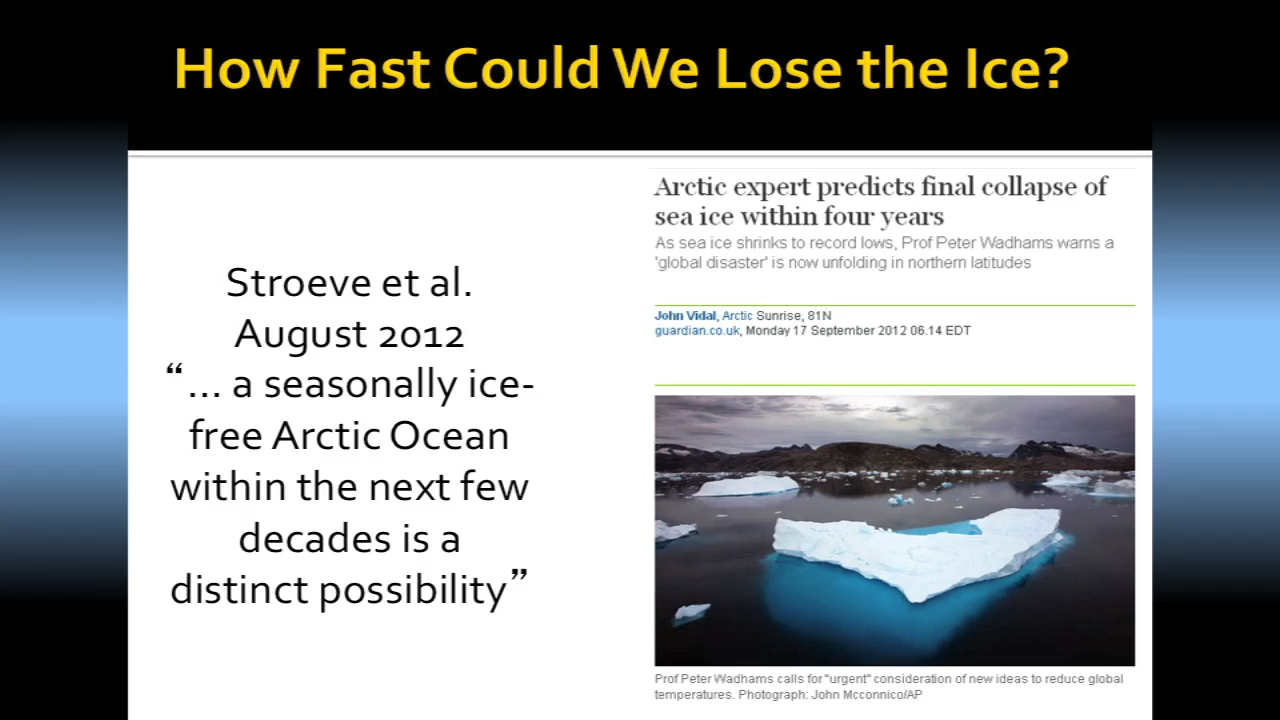 How Fast Could We Lose the Ice?
Stroeve et al.
August 2012
“... a seasonally ice-
free Arctic Ocean
within the next few
decades is a
distinct possibility”
Arctic expert predicts final collapse of
sea ice within four years
As sea ice shrinks to record lows, Prof Peter Wadhams warns a
'global disaster' is now unfolding in northern latitudes
John Vidal, Arctic Sunrise, 81N
guardian.co.uk, Monday 17 September 2012 06.14 EDT
Prof Peter Wadhams calls for "urgent" consideration of new ideas to reduce global
temperatures. Photograph: John Mcconnico/AP